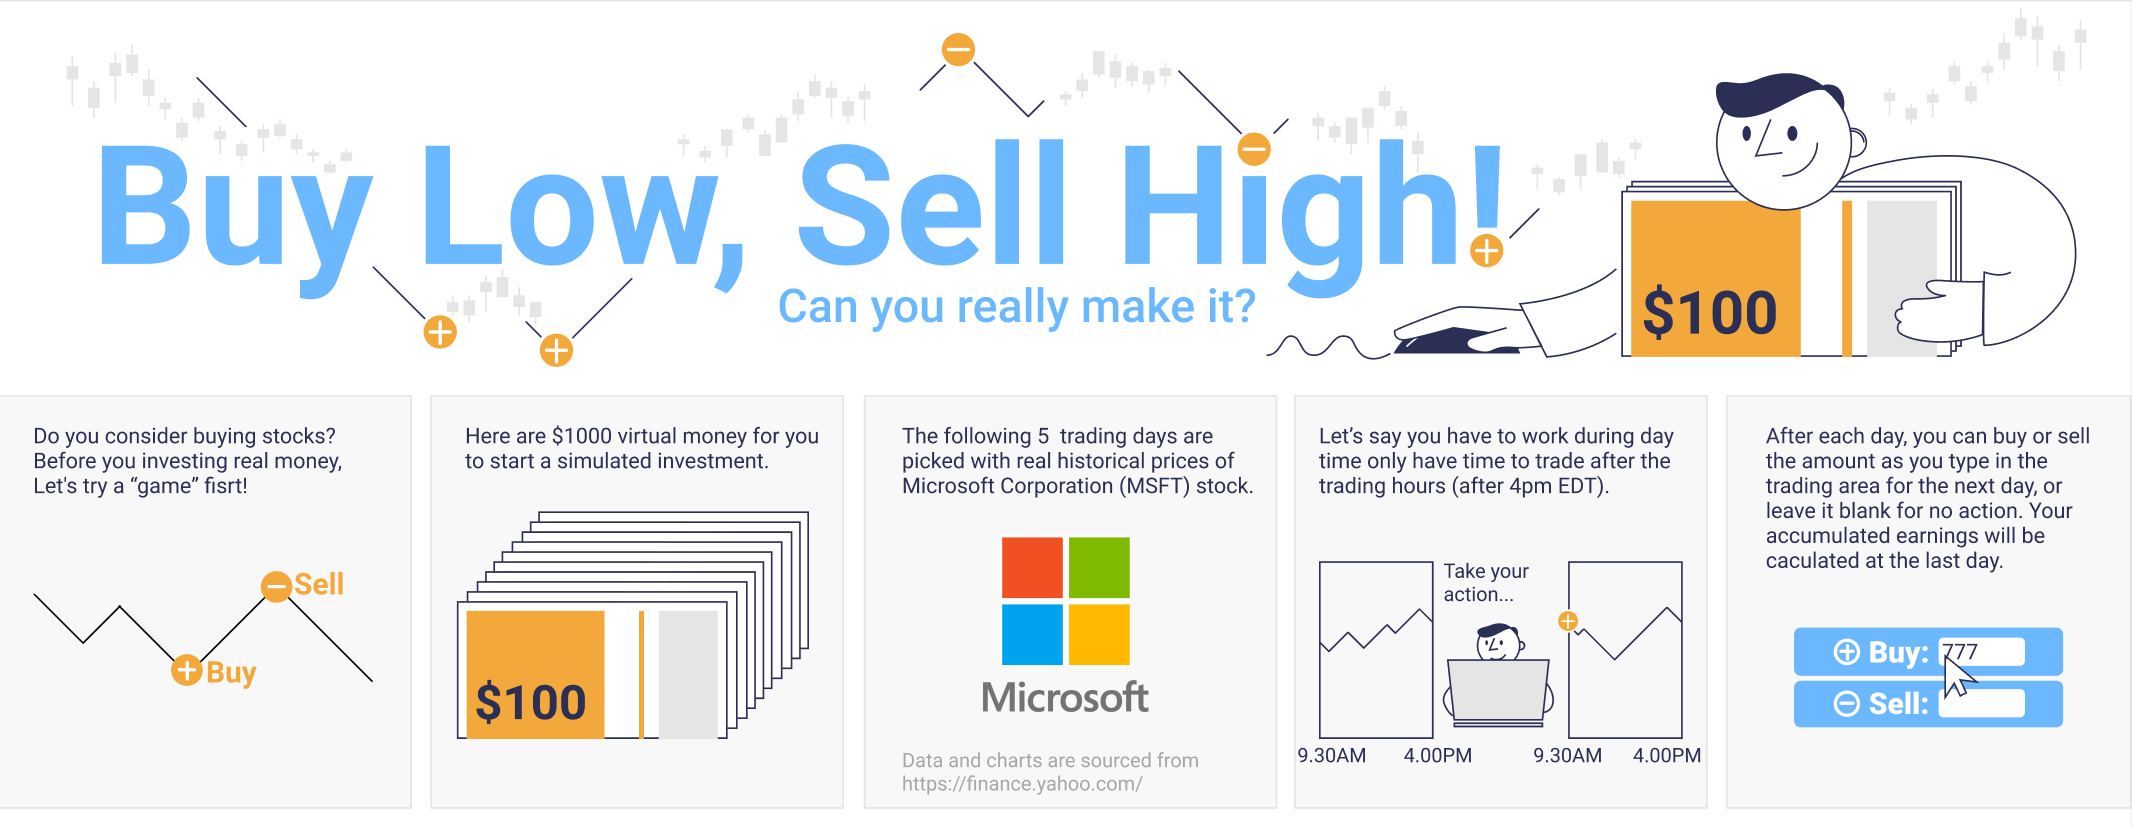 Buy Low, Sell High!
Can you really make it?
$100
Do you consider buying stocks?
Before you investing real money,
Let's try a “game” fisrt!
Sell
Buy
Here are $1000 virtual money for you
to start a simulated investment.
$100
The following 5  trading days are
picked with real historical prices of
Microsoft Corporation (MSFT) stock.
Microsoft
Data and charts are sourced from
https://finance.yahoo.com/
Let’s say you have to work during day
time only have time to trade after the
trading hours (after 4pm EDT).
Take your
action...
9.30AM
4.00PM
9.30AM
4.00PM
After each day, you can buy or sell
the amount as you type in the
trading area for the next day, or
leave it blank for no action. Your
accumulated earnings will be
caculated at the last day.
Buy: 777
Sell: